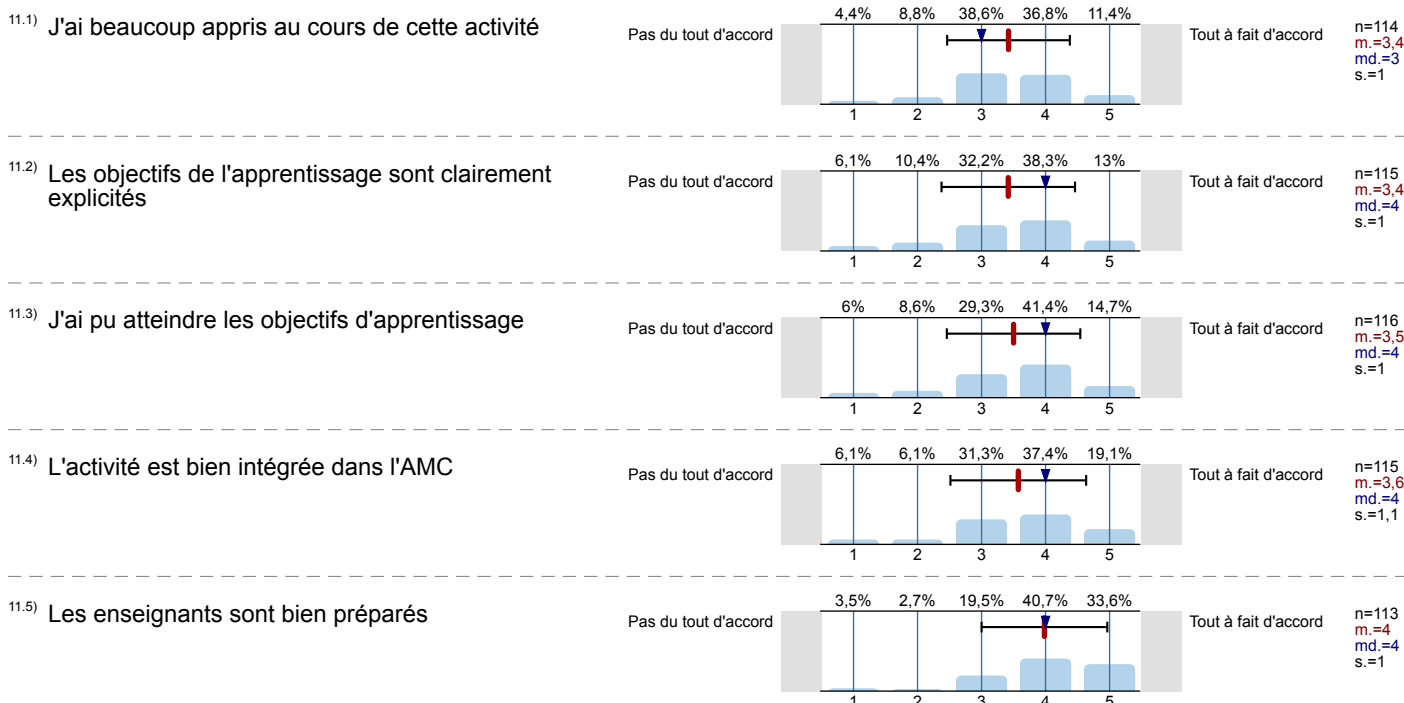 4,4% 8,8% 38,6% 36,8% 11,4%
11.1) J'ai beaucoup appris au cours de cette activité
Pas du tout d'accord
Tout à fait d'accord
n=114
m.=3,4
md.=3
s.=1
1 2 3 4 5
6,1% 10,4% 32,2% 38,3% 13%
11.2) Les objectifs de l'apprentissage sont clairement
explicités
Pas du tout d'accord
Tout à fait d'accord
n=115
m.=3,4
md.=4
s.=1
1 2 3 4 5
6% 8,6% 29,3% 41,4% 14,7%
11.3) J'ai pu atteindre les objectifs d'apprentissage
Pas du tout d'accord
Tout à fait d'accord
n=116
m.=3,5
md.=4
s.=1
1 2 3 4 5
6,1% 6,1% 31,3% 37,4% 19,1%
11.4) L'activité est bien intégrée dans l'AMC
Pas du tout d'accord
Tout à fait d'accord
n=115
m.=3,6
md.=4
s.=1,1
1 2 3 4 5
3,5% 2,7% 19,5% 40,7% 33,6%
11.5) Les enseignants sont bien préparés
Pas du tout d'accord
Tout à fait d'accord
n=113
m.=4
md.=4
s.=1
1 2 3 4 5